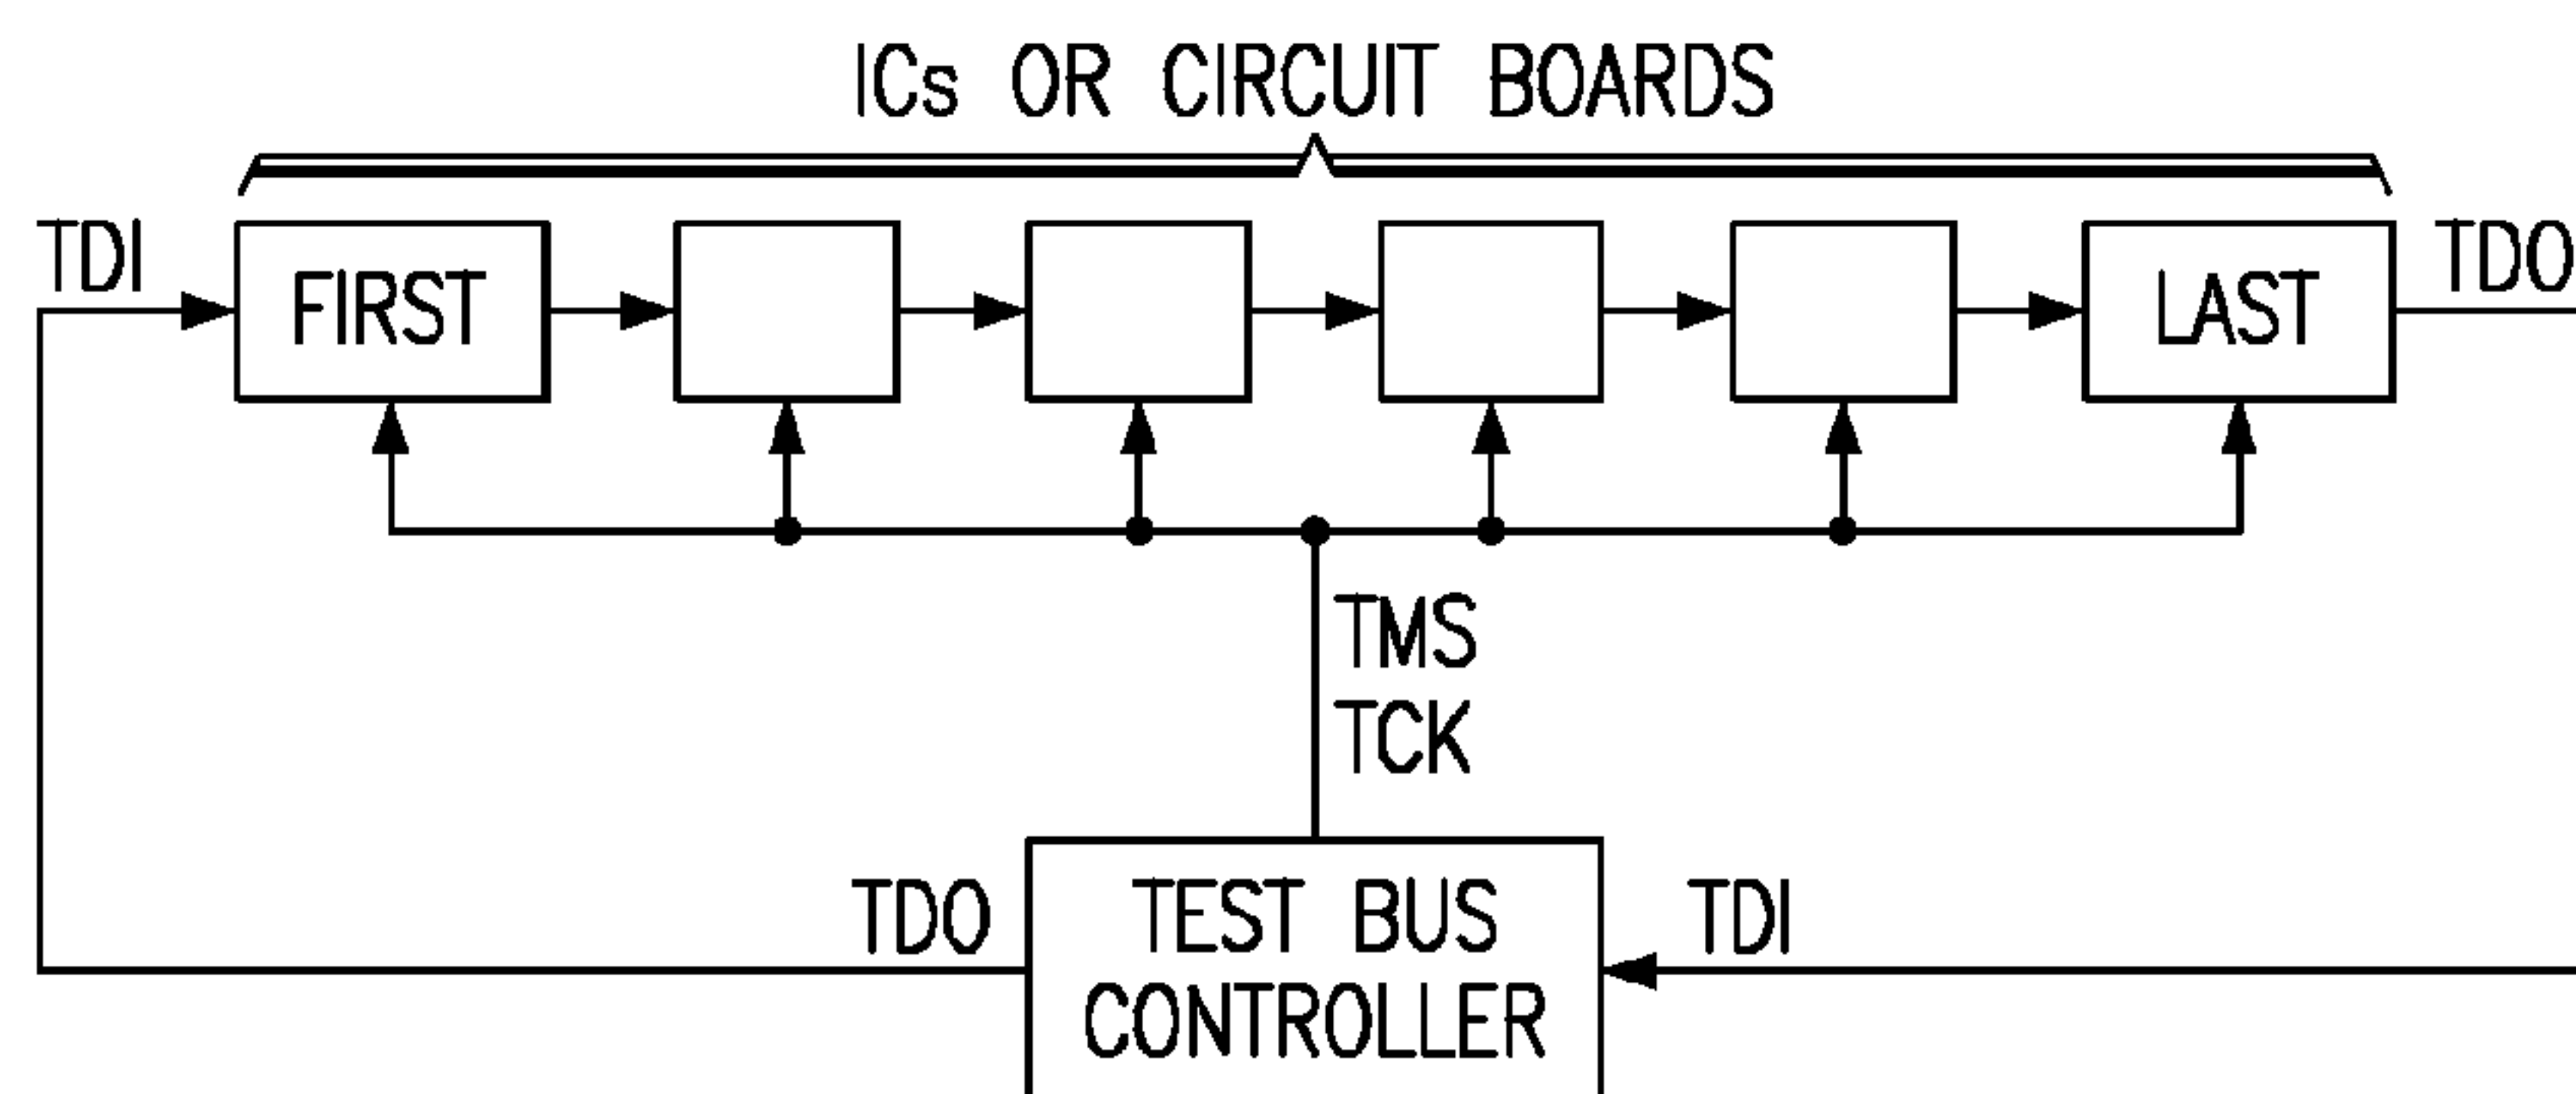 ICs OR CIRCUIT BOARDS
TDI
FIRST
LAST
TDO
TMS
TCK
TDO
TEST BUS
CONTROLLER
TDI